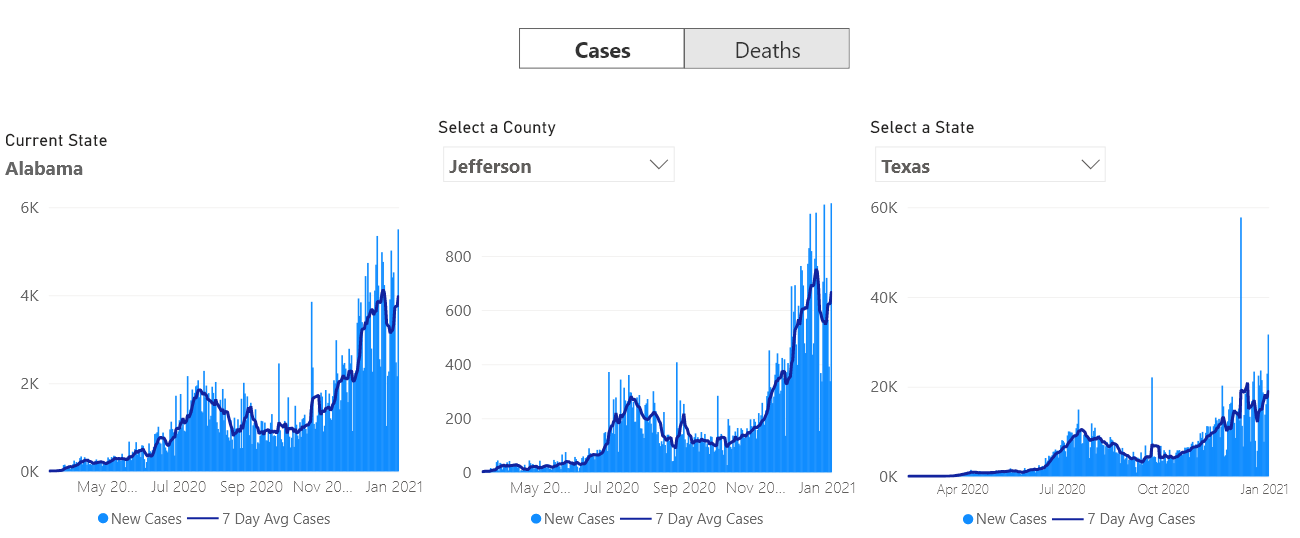 Cases Deaths
Current State
Alabama
6K
4K
2K
0K
May 20... Jul 2020 Sep 2020 Nov 20... Jan 2021
New Cases 7 Day Avg Cases
Select a County
Jefferson
800
600
400
200
0
May 20... Jul 2020 Sep 2020 Nov 20... Jan 2021
New Cases 7 Day Avg Cases
Select a State
Texas
60K
40K
20K
0K
Apr 2020 Jul 2020 Oct 2020 Jan 2021
New Cases 7 Day Avg Cases